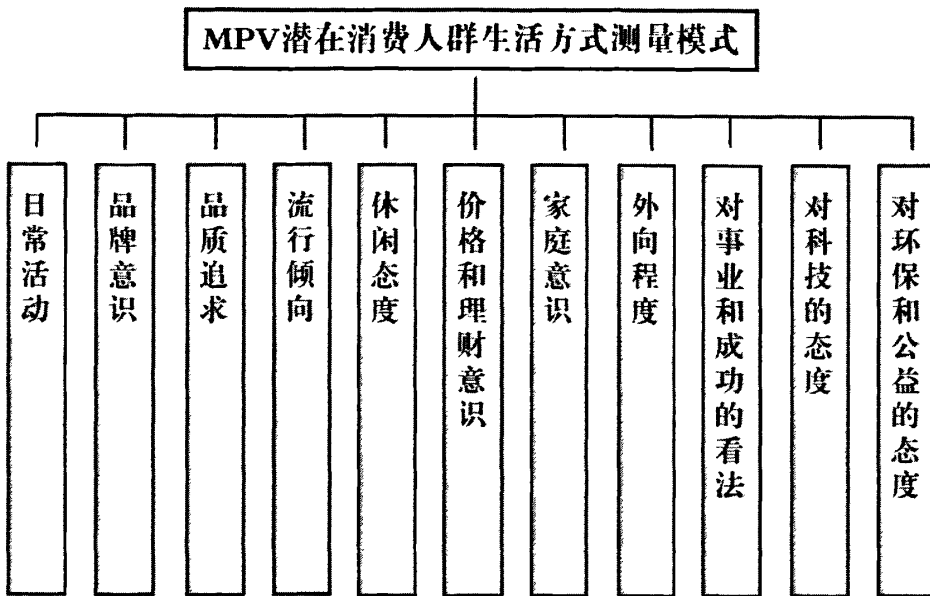 MPV潜在消费人群生活方式测量模式
日常活动
品牌意识
品质追求
流行倾向
休闲态度
价格和理财意识
家庭意识
外向程度
对事业和成功的看法
对科技的态度
对环保和公益的态度